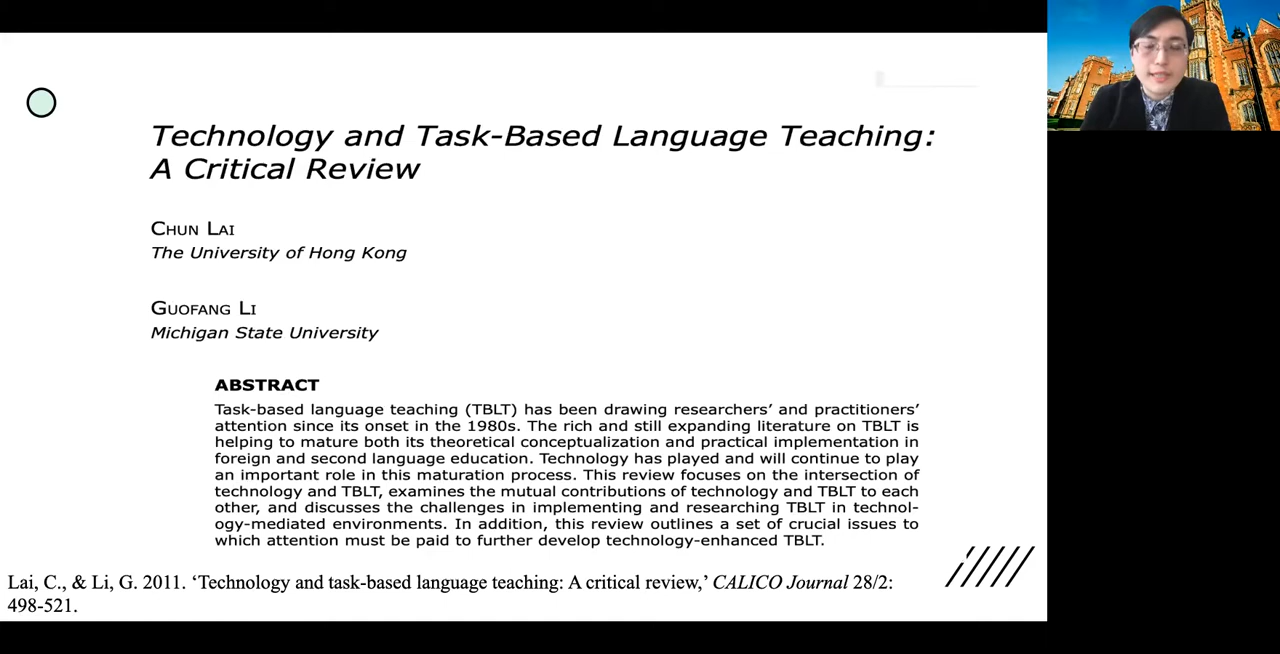 Technology and Task-Based Language Teaching:
A Critical Review
CHUN LAI
The University of Hong Kong
GUOFANG LI
Michigan State University
ABSTRACT
Task-based language teaching (TBLT) has been drawing researchers' and practitioners'
attention since its onset in the 1980s. The rich and still expanding literature on TBLT is
helping to mature both its theoretical conceptualization and practical implementation in
foreign and second language education. Technology has played and will continue to play
an important role in this maturation process. This review focuses on the intersection of
technology and TBLT, examines the mutual contributions of technology and TBLT to each
other, and discusses the challenges in implementing and researching TBLT in technol-
ogy-mediated environments. In addition, this review outlines a set of crucial issues to
which attention must be paid to further develop technology-enhanced TBLT.
Lai, C., & Li, G. 2011. ‘Technology and task-based language teaching: A critical review,’ CALICO Journal 28/2:
498-521.